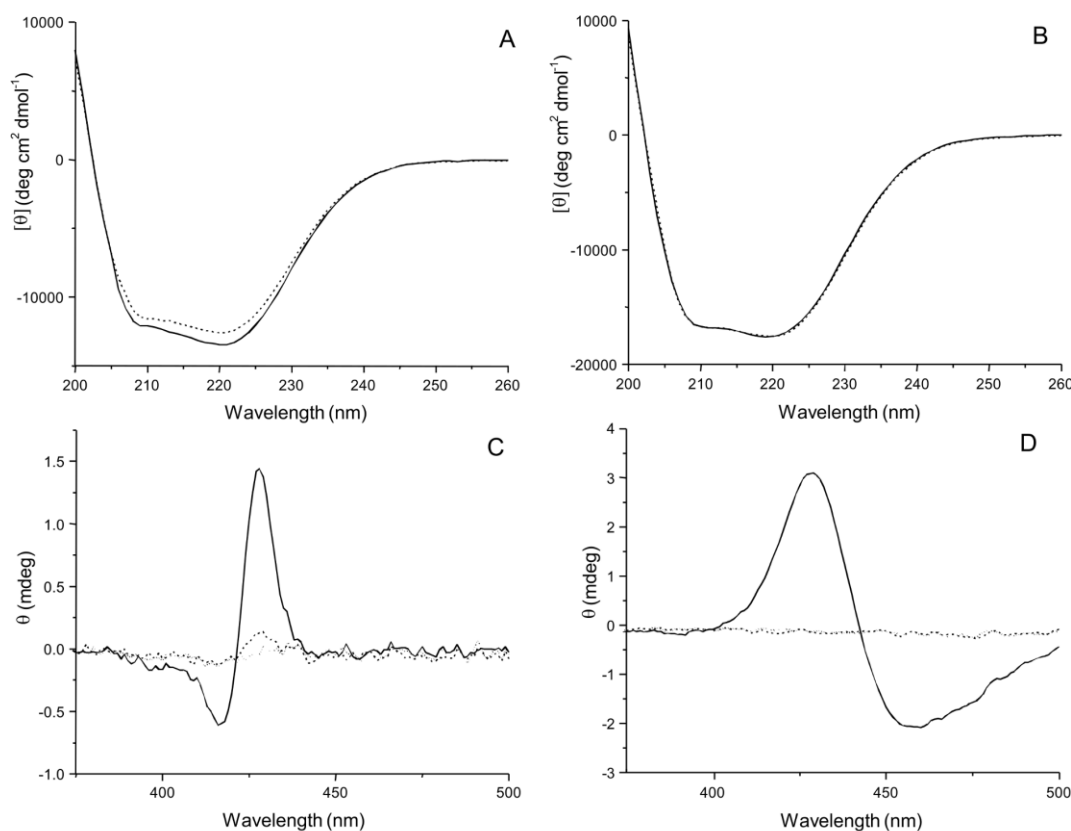 A
10000
0
-10000
[θ] (deg cm² dmol⁻¹)
200 210 220 230 240 250 260
Wavelength (nm)
B
10000
0
-10000
-20000
[θ] (deg cm² dmol⁻¹)
200 210 220 230 240 250 260
Wavelength (nm)
C
1.5
1.0
0.5
0.0
-0.5
-1.0
θ (mdeg)
400 450 500
Wavelength (nm)
D
4
3
2
1
0
-1
-2
-3
θ (mdeg)
400 450 500
Wavelength (nm)